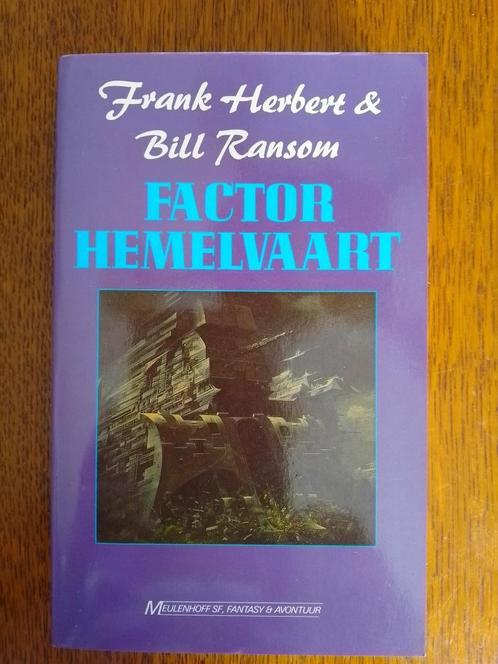 Frank Herbert &
Bill Ransom
FACTOR
HEMELVAART
MEULENHOFF SF, FANTASY & AVONTUUR